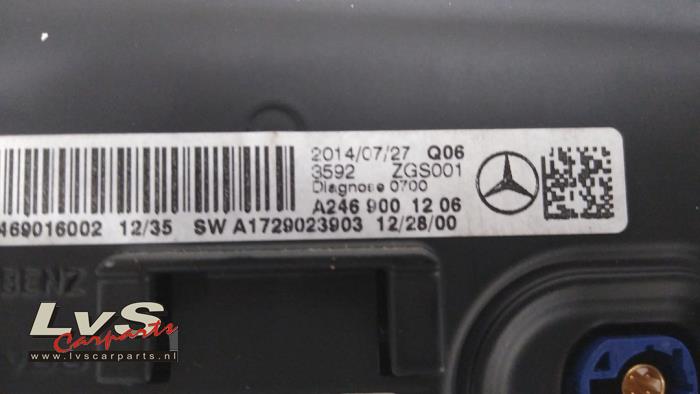 2014/07/27 Q06
3592 ZGS001
Diagnose 0700
A246 900 12 06
469016002 12/35 SW A1729023903 12/28/00
BENZ
LvS
Carparts
www.lvscarparts.nl